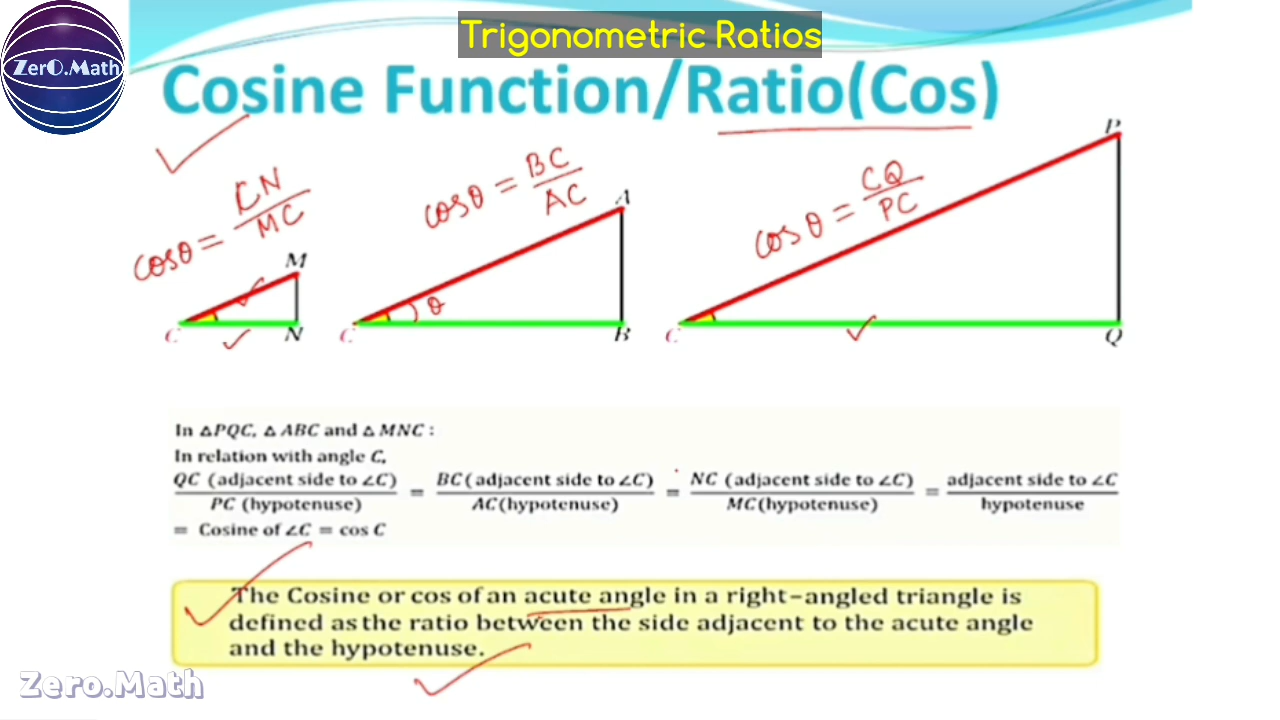 Trigonometric Ratios
ZerO.Math
Cosine Function/Ratio(Cos)
cosθ = CN/MC
cosθ = BC/AC
cosθ = CQ/PC
P
A
M
θ
C N
C B
C Q
In △PQC, △ ABC and △ MNC :
In relation with angle C,
QC (adjacent side to ∠C)/PC (hypotenuse) = BC(adjacent side to ∠C)/AC(hypotenuse) = NC (adjacent side to ∠C)/MC(hypotenuse) = adjacent side to ∠C/hypotenuse
= Cosine of ∠C = cos C
The Cosine or cos of an acute angle in a right-angled triangle is
defined as the ratio between the side adjacent to the acute angle
and the hypotenuse.
Zero.Math